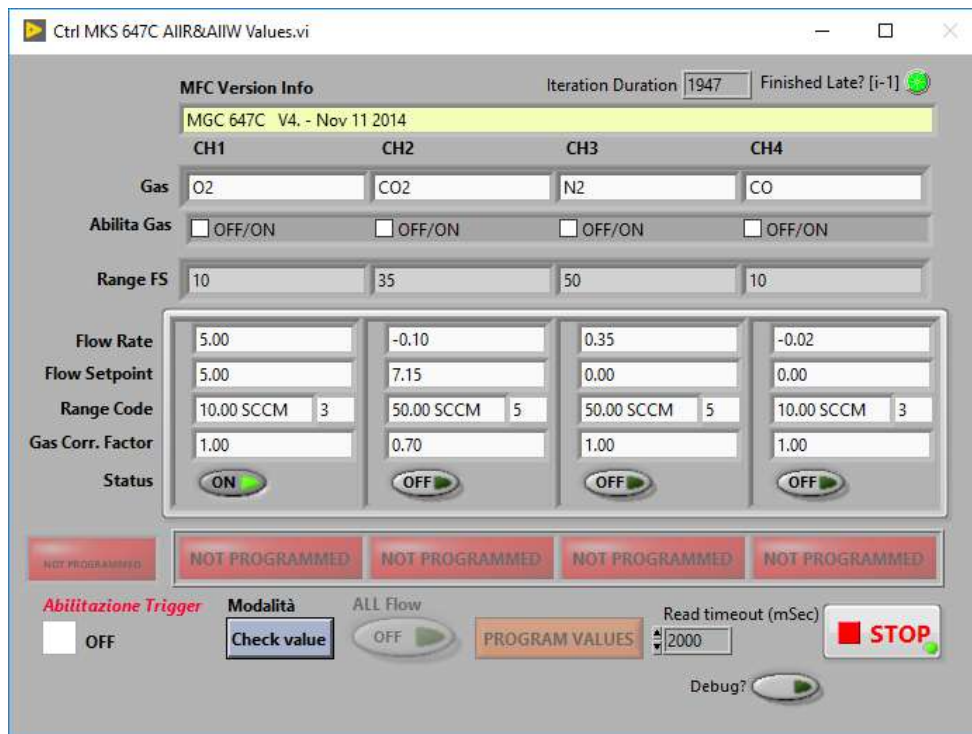 Ctrl MKS 647C AllR&AllW Values.vi
MFC Version Info
Iteration Duration 1947 Finished Late? [i-1]
MGC 647C V4. - Nov 11 2014
CH1 CH2 CH3 CH4
Gas O2 CO2 N2 CO
Abilita Gas OFF/ON OFF/ON OFF/ON OFF/ON
Range FS 10 35 50 10
Flow Rate 5.00 -0.10 0.35 -0.02
Flow Setpoint 5.00 7.15 0.00 0.00
Range Code 10.00 SCCM 3 50.00 SCCM 5 50.00 SCCM 5 10.00 SCCM 3
Gas Corr. Factor 1.00 0.70 1.00 1.00
Status ON OFF OFF OFF
NOT PROGRAMMED NOT PROGRAMMED NOT PROGRAMMED NOT PROGRAMMED NOT PROGRAMMED
Abilitazione Trigger Modalità ALL Flow Read timeout (mSec)
OFF Check value OFF PROGRAM VALUES 2000 STOP
Debug?